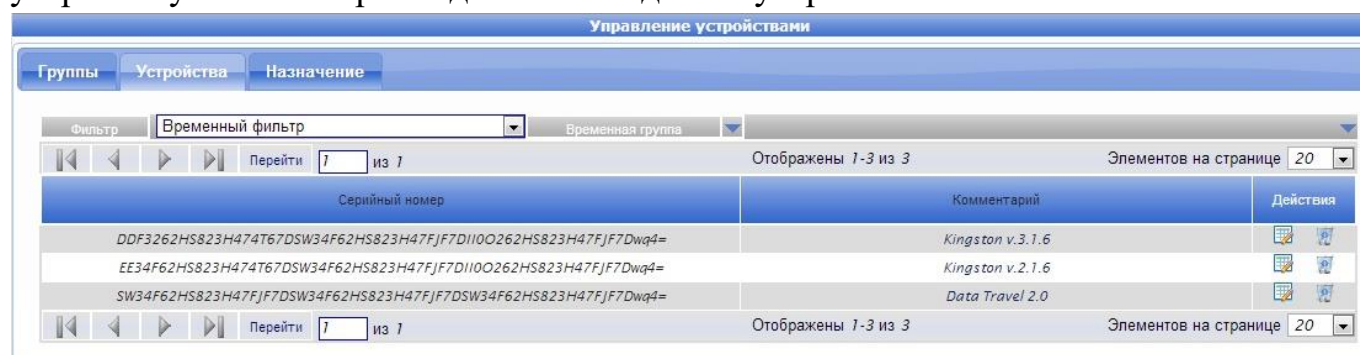 Управление устройствами
Группы Устройства Назначение
Фильтр Временный фильтр Временная группа
Перейти 1 из 1 Отображены 1-3 из 3 Элементов на странице 20
Серийный номер Комментарий Действия
DDF3262HS823H474T67DSW34F62HS823H47FJF7DII0O262HS823H47FJF7Dwq4= Kingston v.3.1.6
EE34F62HS823H474T67DSW34F62HS823H47FJF7DII0O262HS823H47FJF7Dwq4= Kingston v.2.1.6
SW34F62HS823H47FJF7DSW34F62HS823H47FJF7DSW34F62HS823H47FJF7Dwq4= Data Travel 2.0
Перейти 1 из 1 Отображены 1-3 из 3 Элементов на странице 20